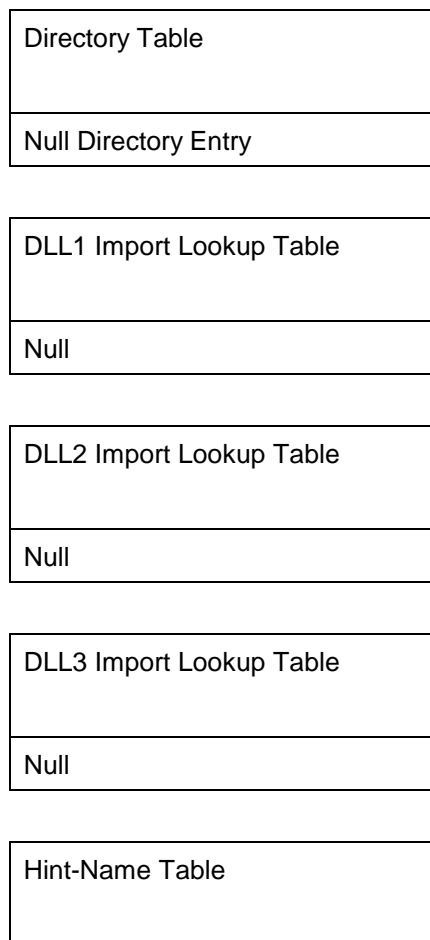 Directory Table
Null Directory Entry
DLL1 Import Lookup Table
Null
DLL2 Import Lookup Table
Null
DLL3 Import Lookup Table
Null
Hint-Name Table